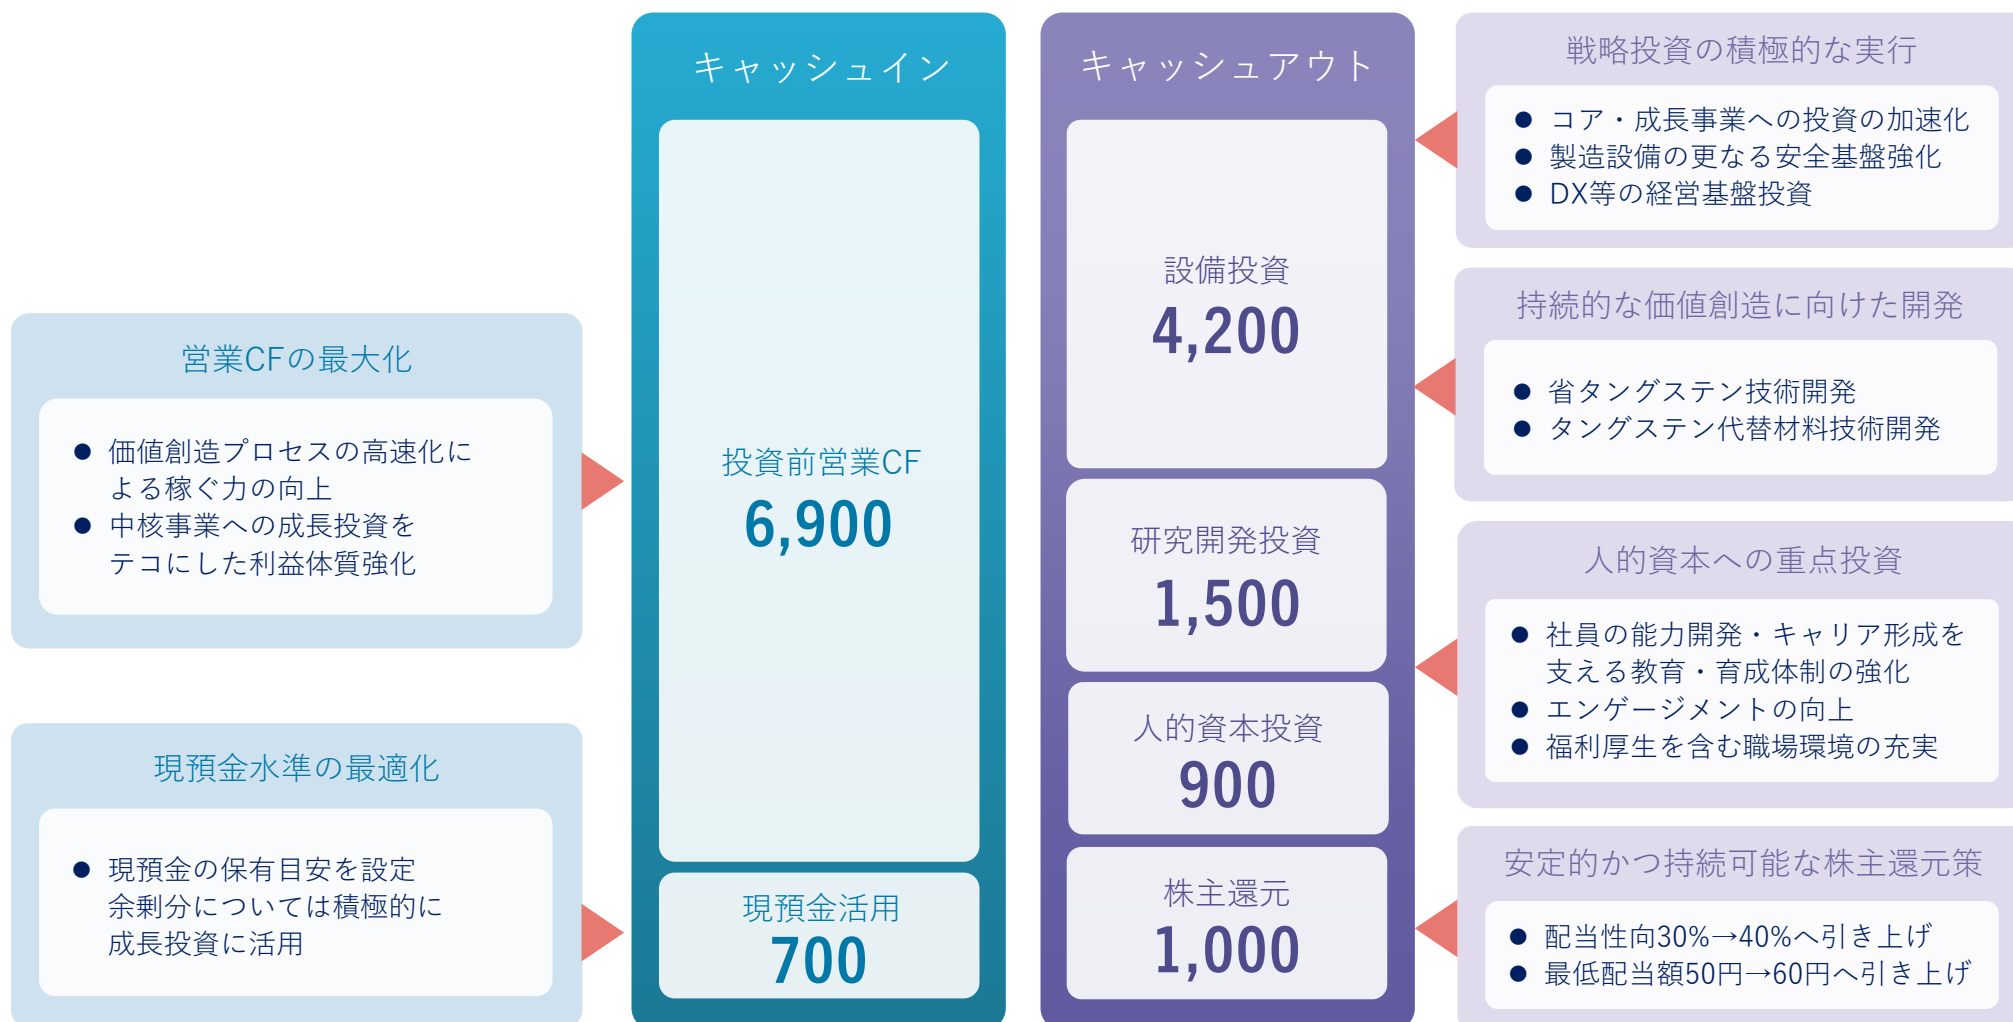 営業CFの最大化
● 価値創造プロセスの高速化に
よる稼ぐ力の向上
● 中核事業への成長投資を
テコにした利益体質強化
現預金水準の最適化
● 現預金の保有目安を設定
余剰分については積極的に
成長投資に活用
キャッシュイン
投資前営業CF
6,900
現預金活用
700
キャッシュアウト
設備投資
4,200
研究開発投資
1,500
人的資本投資
900
株主還元
1,000
戦略投資の積極的な実行
● コア・成長事業への投資の加速化
● 製造設備の更なる安全基盤強化
● DX等の経営基盤投資
持続的な価値創造に向けた開発
● 省タングステン技術開発
● タングステン代替材料技術開発
人的資本への重点投資
● 社員の能力開発・キャリア形成を
支える教育・育成体制の強化
● エンゲージメントの向上
● 福利厚生を含む職場環境の充実
安定的かつ持続可能な株主還元策
● 配当性向30%→40%へ引き上げ
● 最低配当額50円→60円へ引き上げ